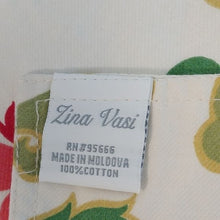 Zina Vasi
RN#95666
MADE IN MOLDOVA
100%COTTON